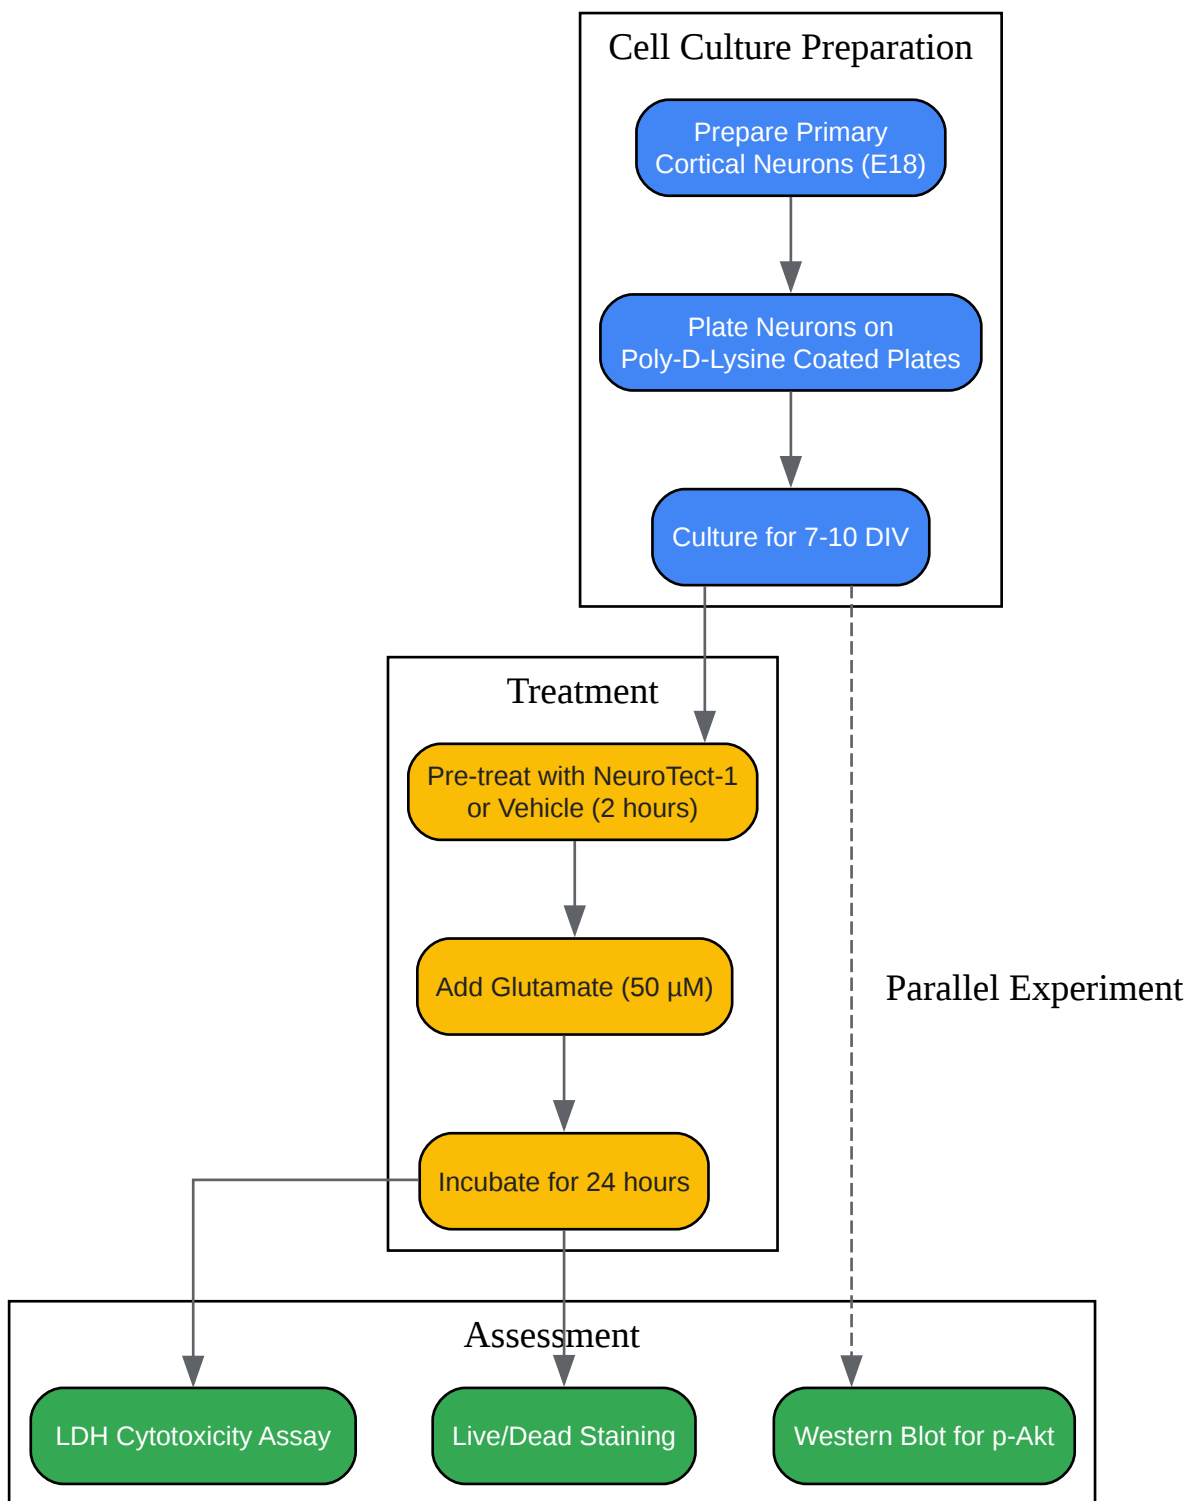 Cell Culture Preparation
Prepare Primary
Cortical Neurons (E18)
Plate Neurons on
Poly-D-Lysine Coated Plates
Culture for 7-10 DIV
Treatment
Pre-treat with NeuroTect-1
or Vehicle (2 hours)
Add Glutamate (50 µM)
Parallel Experiment
Incubate for 24 hours
Assessment
LDH Cytotoxicity Assay
Live/Dead Staining
Western Blot for p-Akt